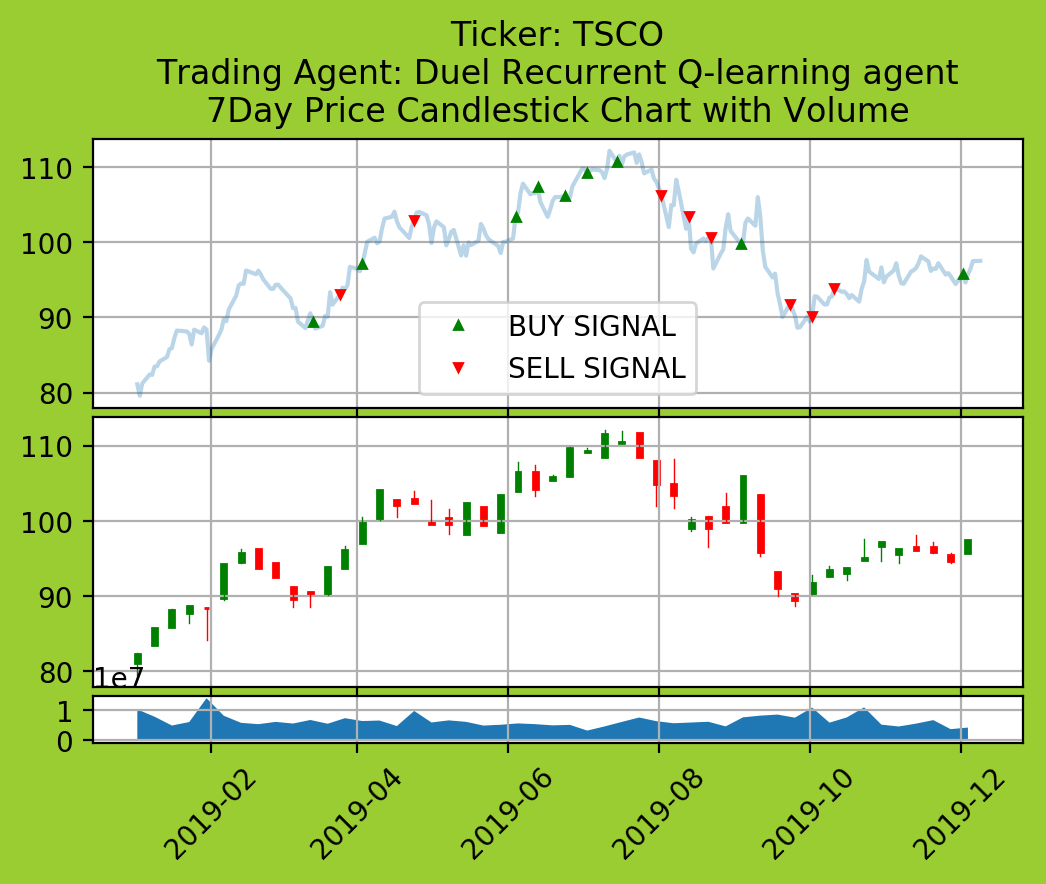 Ticker: TSCO
Trading Agent: Duel Recurrent Q-learning agent
7Day Price Candlestick Chart with Volume
110
100
90
80
BUY SIGNAL
SELL SIGNAL
110
100
90
80
1e7
1
0
2019-02
2019-04
2019-06
2019-08
2019-10
2019-12